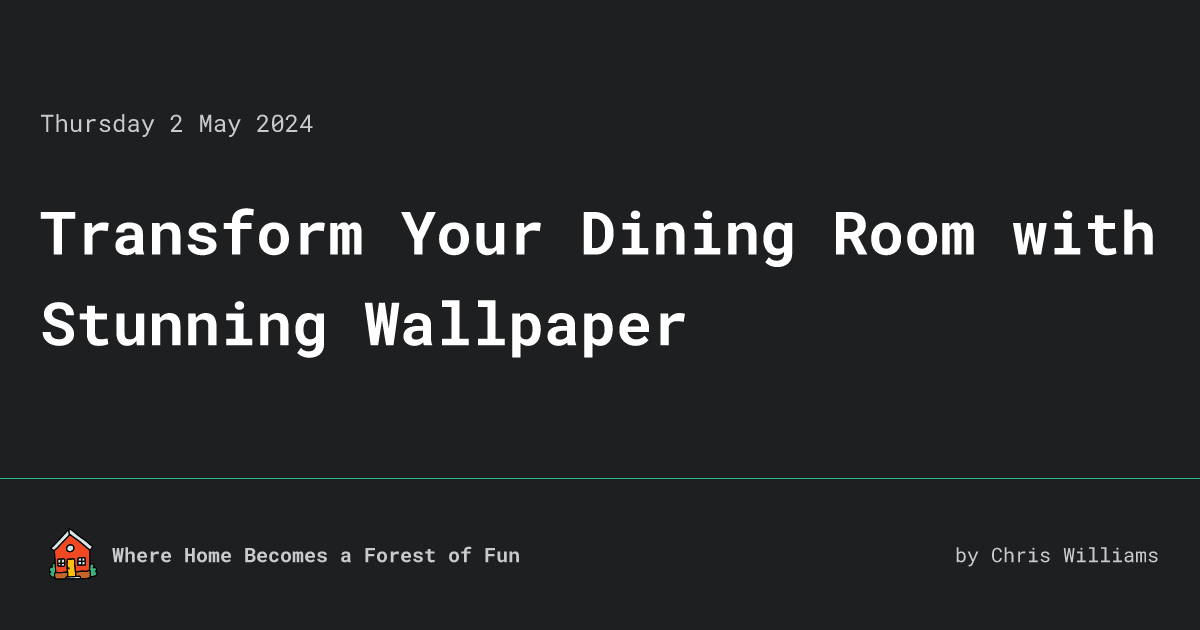 Thursday 2 May 2024
Transform Your Dining Room with
Stunning Wallpaper
Where Home Becomes a Forest of Fun
by Chris Williams